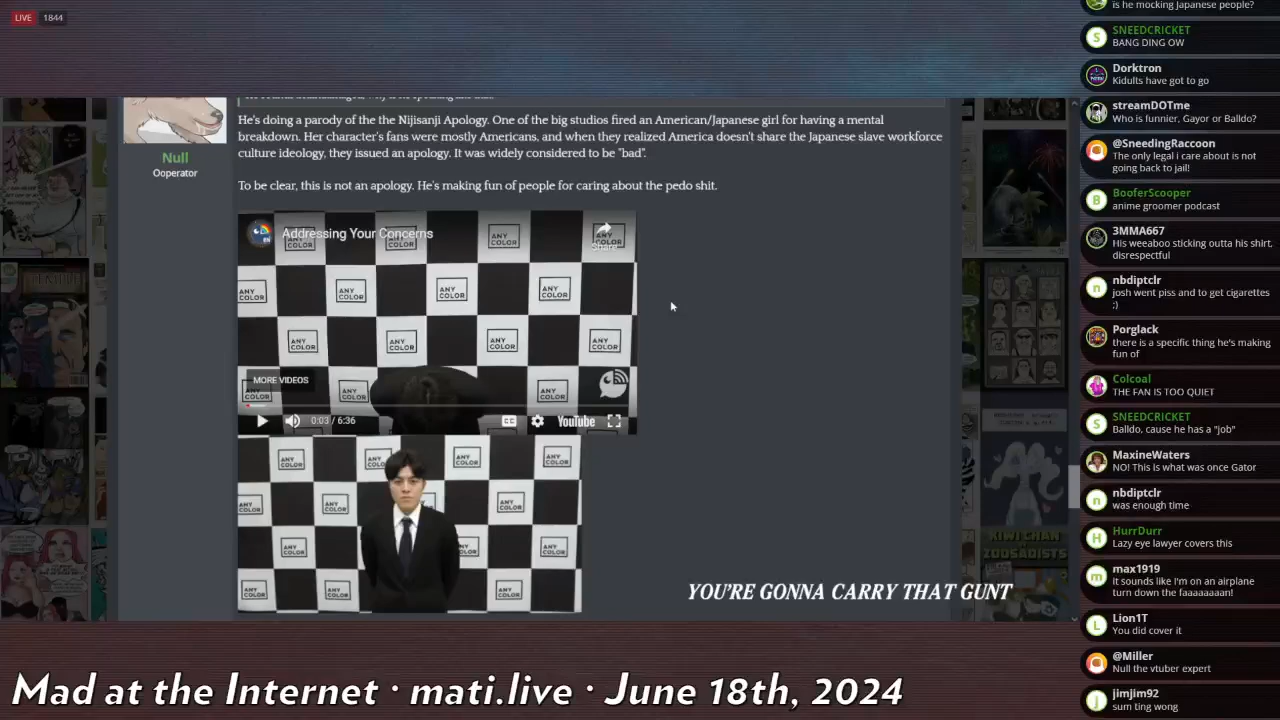 LIVE 1844
Null
Ooperator
He's doing a parody of the the Nijisanji Apology. One of the big studios fired an American/Japanese girl for having a mental
breakdown. Her character's fans were mostly Americans, and when they realized America doesn't share the Japanese slave workforce
culture ideology, they issued an apology. It was widely considered to be "bad".
To be clear, this is not an apology. He's making fun of people for caring about the pedo shit.
Addressing Your Concerns
Share
ANY COLOR
MORE VIDEOS
0:03 / 6:36
YouTube
KIWI CHAN
ZOOSADISTS
YOU'RE GONNA CARRY THAT GUNT
Mad at the Internet · mati.live · June 18th, 2024
is he mocking Japanese people?
SNEEDCRICKET
BANG DING OW
Dorktron
Kidults have got to go
streamDOTme
Who is funnier, Gayor or Balldo?
@SneedingRaccoon
The only legal i care about is not
going back to jail!
BooferScooper
anime groomer podcast
3MMA667
His weeaboo sticking outta his shirt,
disrespectful
nbdiptclr
josh went piss and to get cigarettes
;)
Porglack
there is a specific thing he's making
fun of
Colcoal
THE FAN IS TOO QUIET
SNEEDCRICKET
Balldo, cause he has a "job"
MaxineWaters
NO! This is what was once Gator
nbdiptclr
was enough time
HurrDurr
Lazy eye lawyer covers this
max1919
it sounds like I'm on an airplane
turn down the faaaaaaaan!
Lion1T
You did cover it
@Miller
Null the vtuber expert
jimjim92
sum ting wong